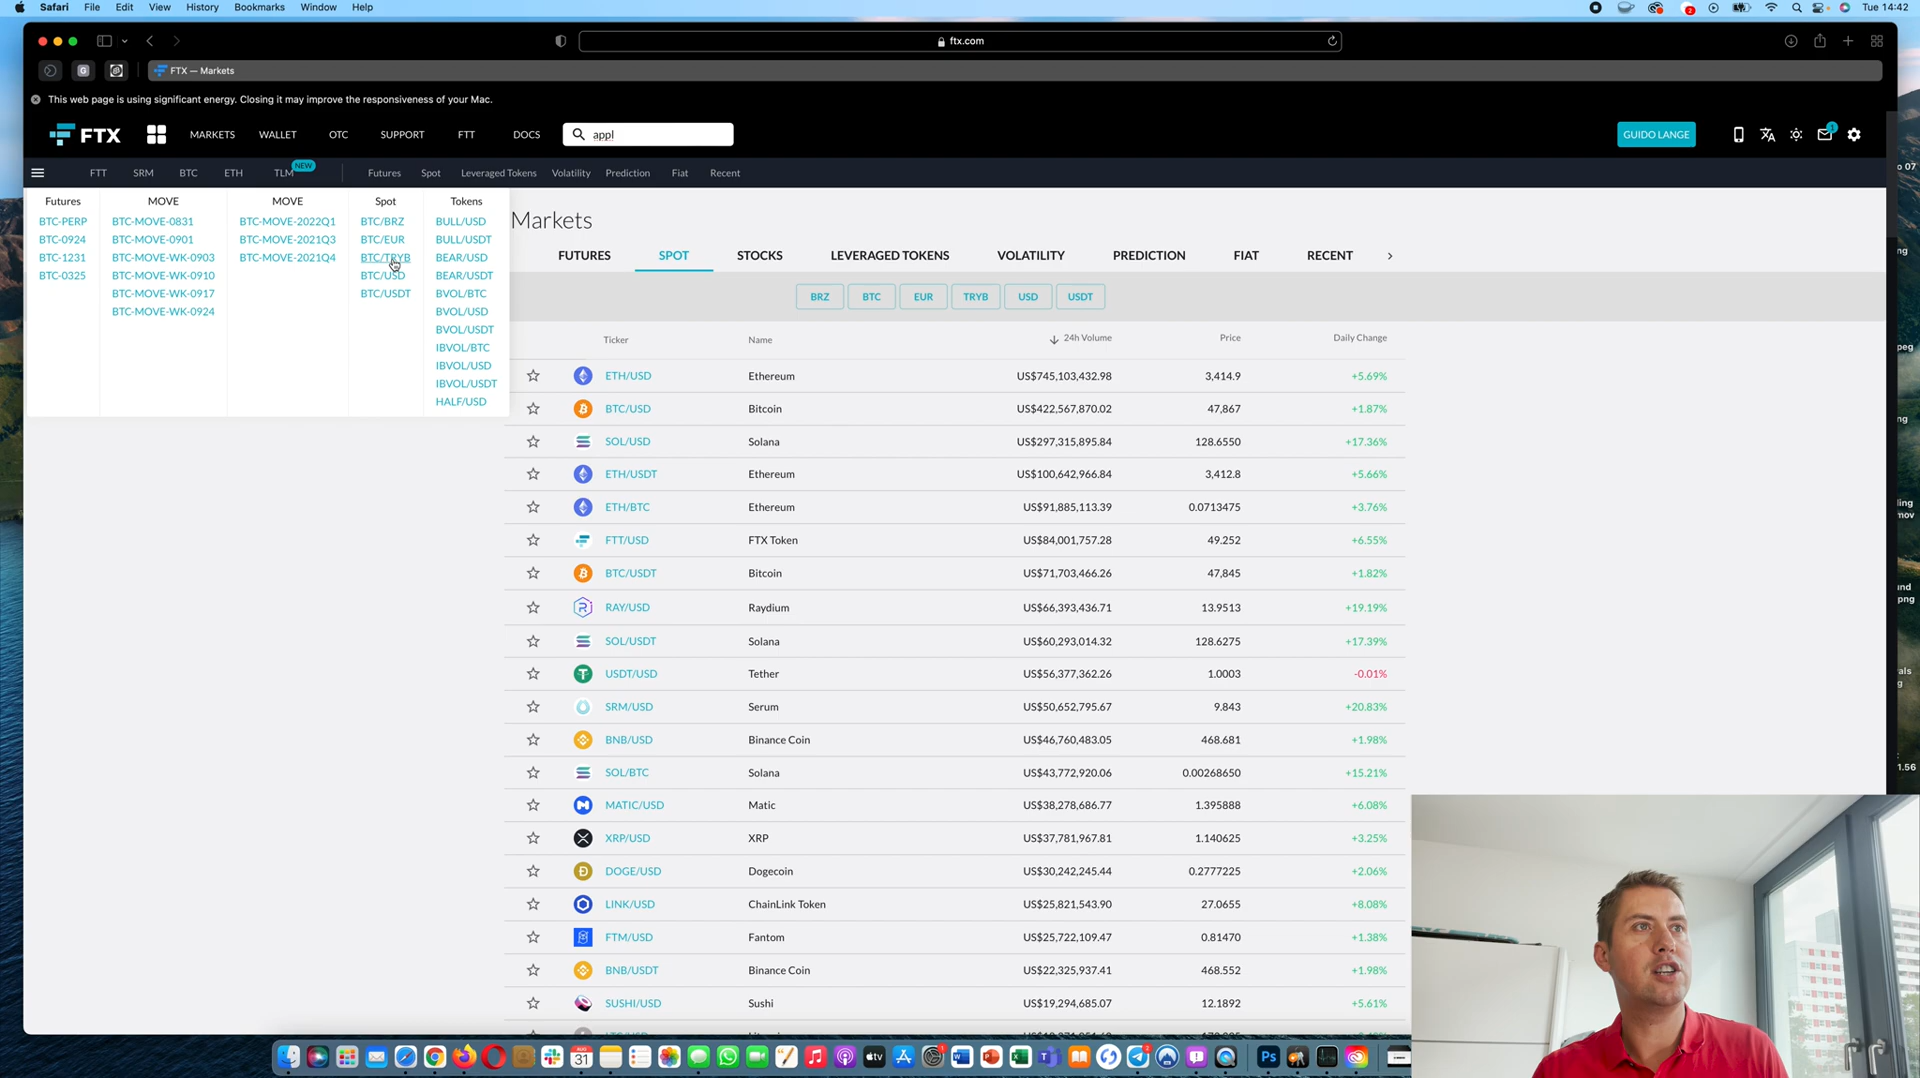 Safari File Edit View History Bookmarks Window Help
2
Tue 14:42
ftx.com
G
FTX — Markets
This web page is using significant energy. Closing it may improve the responsiveness of your Mac.
FTX MARKETS WALLET OTC SUPPORT FTT DOCS appl GUIDO LANGE
FTT SRM BTC ETH TLM NEW Futures Spot Leveraged Tokens Volatility Prediction Fiat Recent
Futures MOVE MOVE Spot Tokens
BTC-PERP BTC-MOVE-0831 BTC-MOVE-2022Q1 BTC/BRZ BULL/USD
BTC-0924 BTC-MOVE-0901 BTC-MOVE-2021Q3 BTC/EUR BULL/USDT
BTC-1231 BTC-MOVE-WK-0903 BTC-MOVE-2021Q4 BTC/TRYB BEAR/USD
BTC-0325 BTC-MOVE-WK-0910 BTC/USD BEAR/USDT
BTC-MOVE-WK-0917 BTC/USDT BVOL/BTC
BTC-MOVE-WK-0924 BVOL/USD
BVOL/USDT
IBVOL/BTC
IBVOL/USD
IBVOL/USDT
HALF/USD
Markets
FUTURES SPOT STOCKS LEVERAGED TOKENS VOLATILITY PREDICTION FIAT RECENT
BRZ BTC EUR TRYB USD USDT
Ticker Name 24h Volume Price Daily Change
ETH/USD Ethereum US$745,103,432.98 3,414.9 +5.69%
BTC/USD Bitcoin US$422,567,870.02 47,867 +1.87%
SOL/USD Solana US$297,315,895.84 128.6550 +17.36%
ETH/USDT Ethereum US$100,642,966.84 3,412.8 +5.66%
ETH/BTC Ethereum US$91,885,113.39 0.0713475 +3.76%
FTT/USD FTX Token US$84,001,757.28 49.252 +6.55%
BTC/USDT Bitcoin US$71,703,466.26 47,845 +1.82%
RAY/USD Raydium US$66,393,436.71 13.9513 +19.19%
SOL/USDT Solana US$60,293,014.32 128.6275 +17.39%
USDT/USD Tether US$56,377,362.26 1.0003 -0.01%
SRM/USD Serum US$50,652,795.67 9.843 +20.83%
BNB/USD Binance Coin US$46,760,483.05 468.681 +1.98%
SOL/BTC Solana US$43,772,920.06 0.00268650 +15.21%
MATIC/USD Matic US$38,278,686.77 1.395888 +6.08%
XRP/USD XRP US$37,781,967.81 1.140625 +3.25%
DOGE/USD Dogecoin US$30,242,245.44 0.2777225 +2.06%
LINK/USD ChainLink Token US$25,821,543.90 27.0655 +8.08%
FTM/USD Fantom US$25,722,109.47 0.81470 +1.38%
BNB/USDT Binance Coin US$22,325,937.41 468.552 +1.98%
SUSHI/USD Sushi US$19,294,685.07 12.1892 +5.61%
AUG
31
tv
Ps